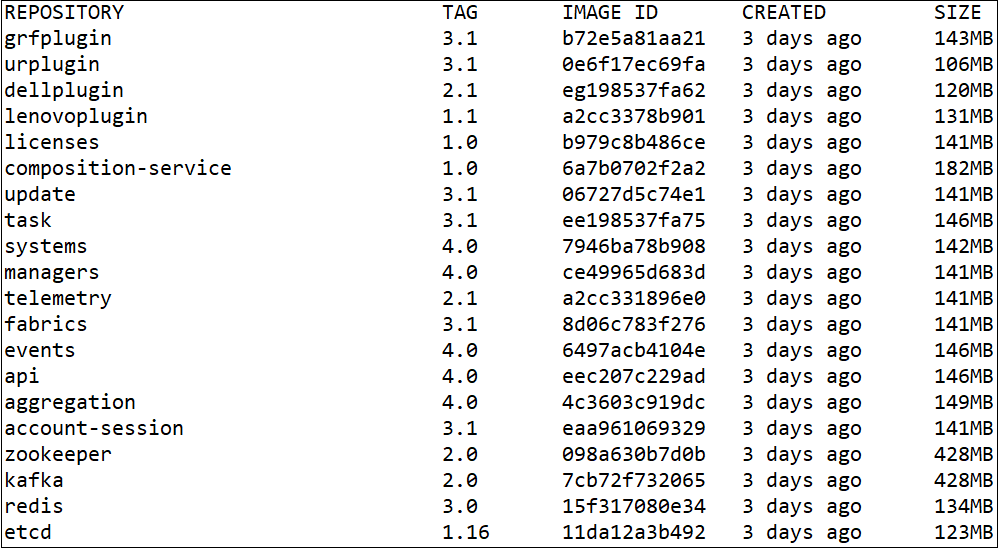 REPOSITORY TAG IMAGE ID CREATED SIZE
grfplugin 3.1 b72e5a81aa21 3 days ago 143MB
urplugin 3.1 0e6f17ec69fa 3 days ago 106MB
dellplugin 2.1 eg198537fa62 3 days ago 120MB
lenovoplugin 1.1 a2cc3378b901 3 days ago 131MB
licenses 1.0 b979c8b486ce 3 days ago 141MB
composition-service 1.0 6a7b0702f2a2 3 days ago 182MB
update 3.1 06727d5c74e1 3 days ago 141MB
task 3.1 ee198537fa75 3 days ago 146MB
systems 4.0 7946ba78b908 3 days ago 142MB
managers 4.0 ce49965d683d 3 days ago 141MB
telemetry 2.1 a2cc331896e0 3 days ago 141MB
fabrics 3.1 8d06c783f276 3 days ago 141MB
events 4.0 6497acb4104e 3 days ago 146MB
api 4.0 eec207c229ad 3 days ago 146MB
aggregation 4.0 4c3603c919dc 3 days ago 149MB
account-session 3.1 eaa961069329 3 days ago 141MB
zookeeper 2.0 098a630b7d0b 3 days ago 428MB
kafka 2.0 7cb72f732065 3 days ago 428MB
redis 3.0 15f317080e34 3 days ago 134MB
etcd 1.16 11da12a3b492 3 days ago 123MB